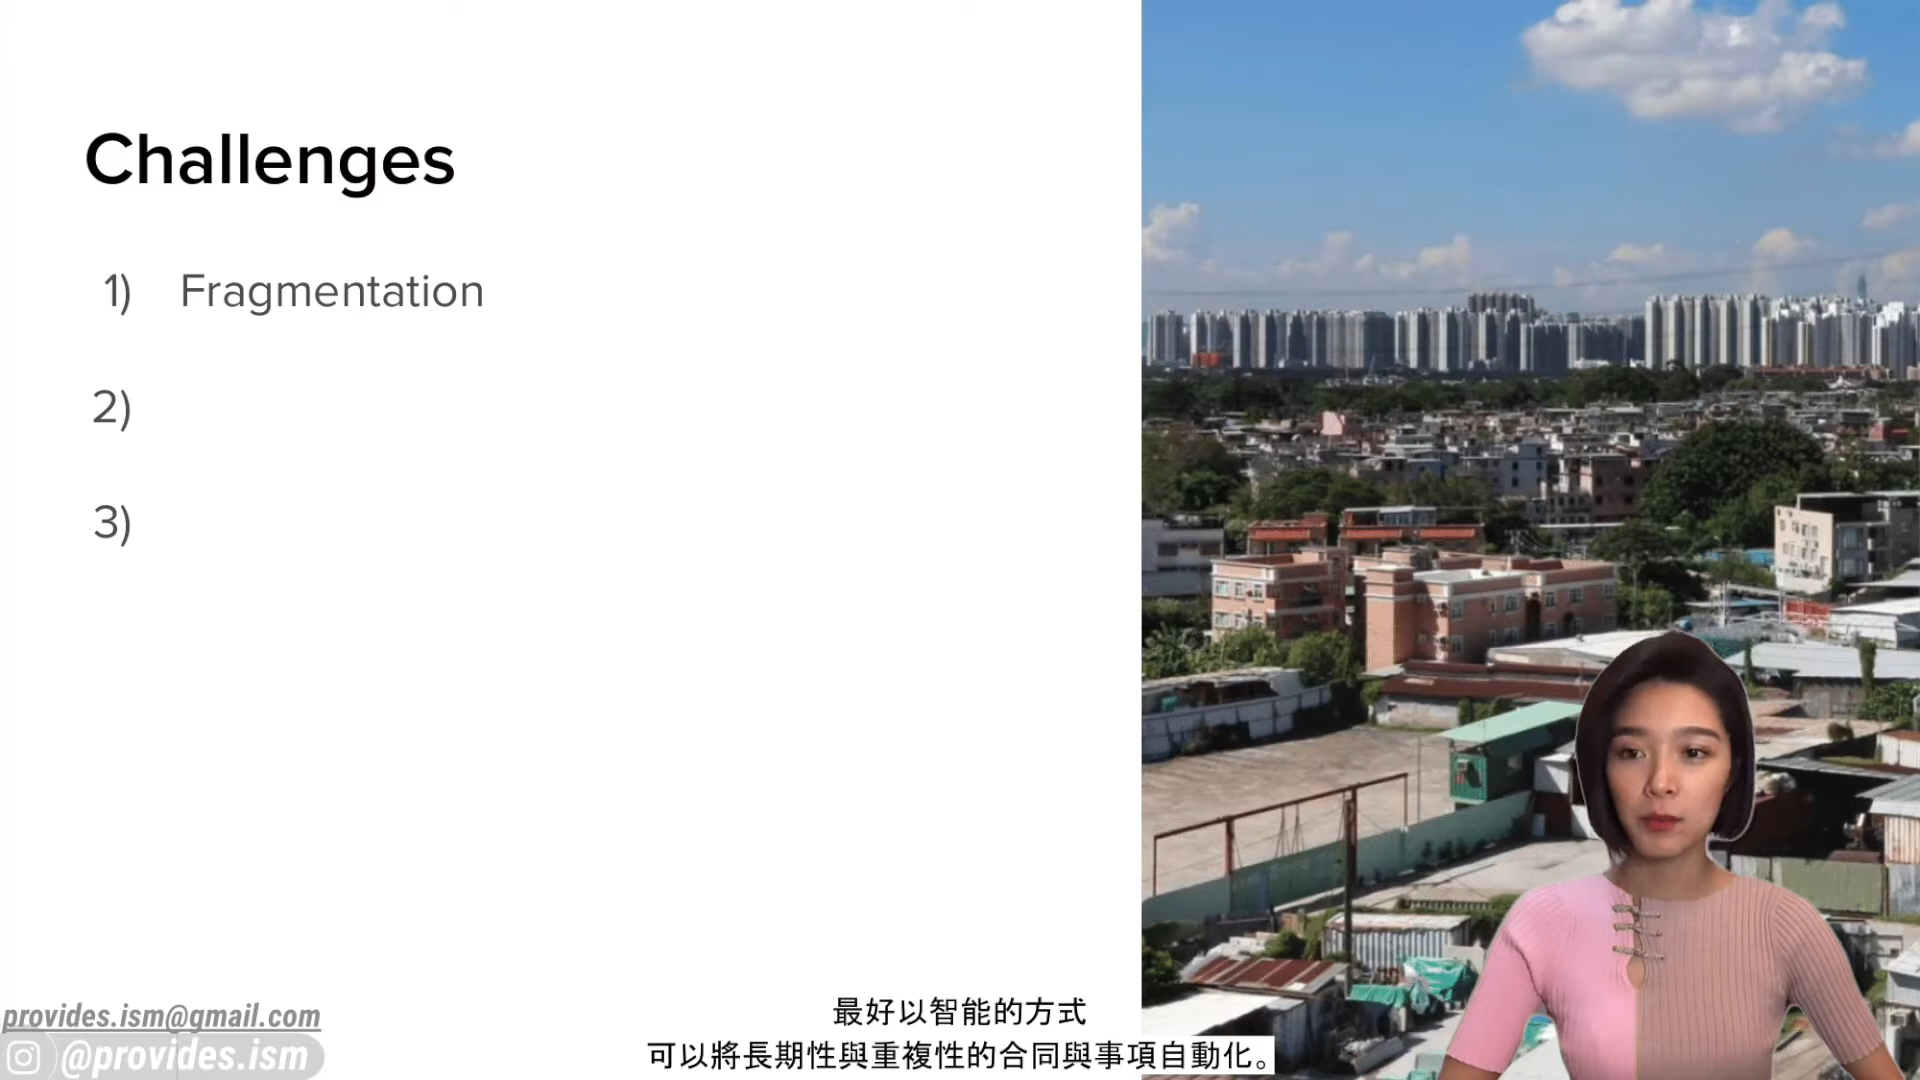 Challenges
1) Fragmentation
2)
3)
provides.ism@gmail.com
@provides.ism
最好以智能的方式
可以將長期性與重複性的合同與事項自動化。